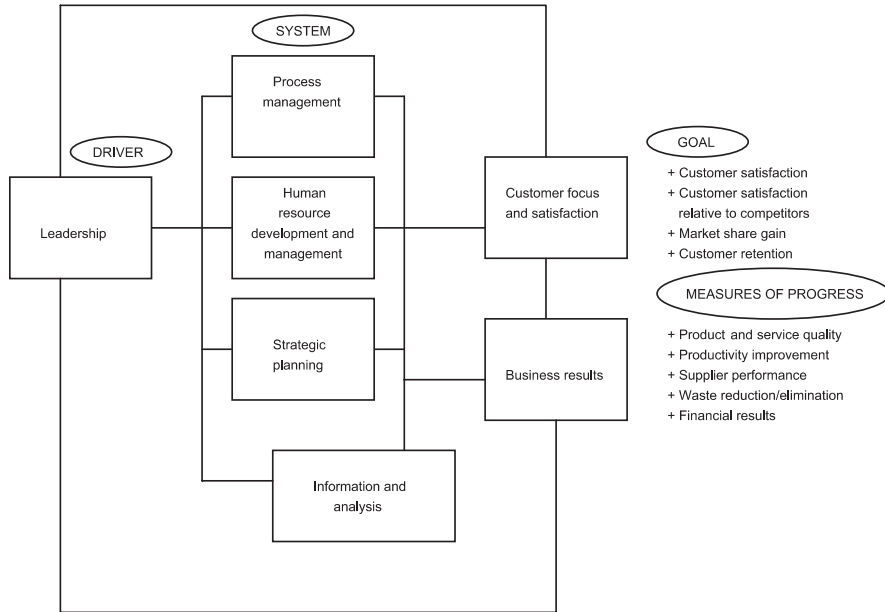 SYSTEM
Process
management
DRIVER
Leadership
Human
resource
development and
management
Strategic
planning
Information and
analysis
Customer focus
and satisfaction
Business results
GOAL
+ Customer satisfaction
+ Customer satisfaction
relative to competitors
+ Market share gain
+ Customer retention
MEASURES OF PROGRESS
+ Product and service quality
+ Productivity improvement
+ Supplier performance
+ Waste reduction/elimination
+ Financial results